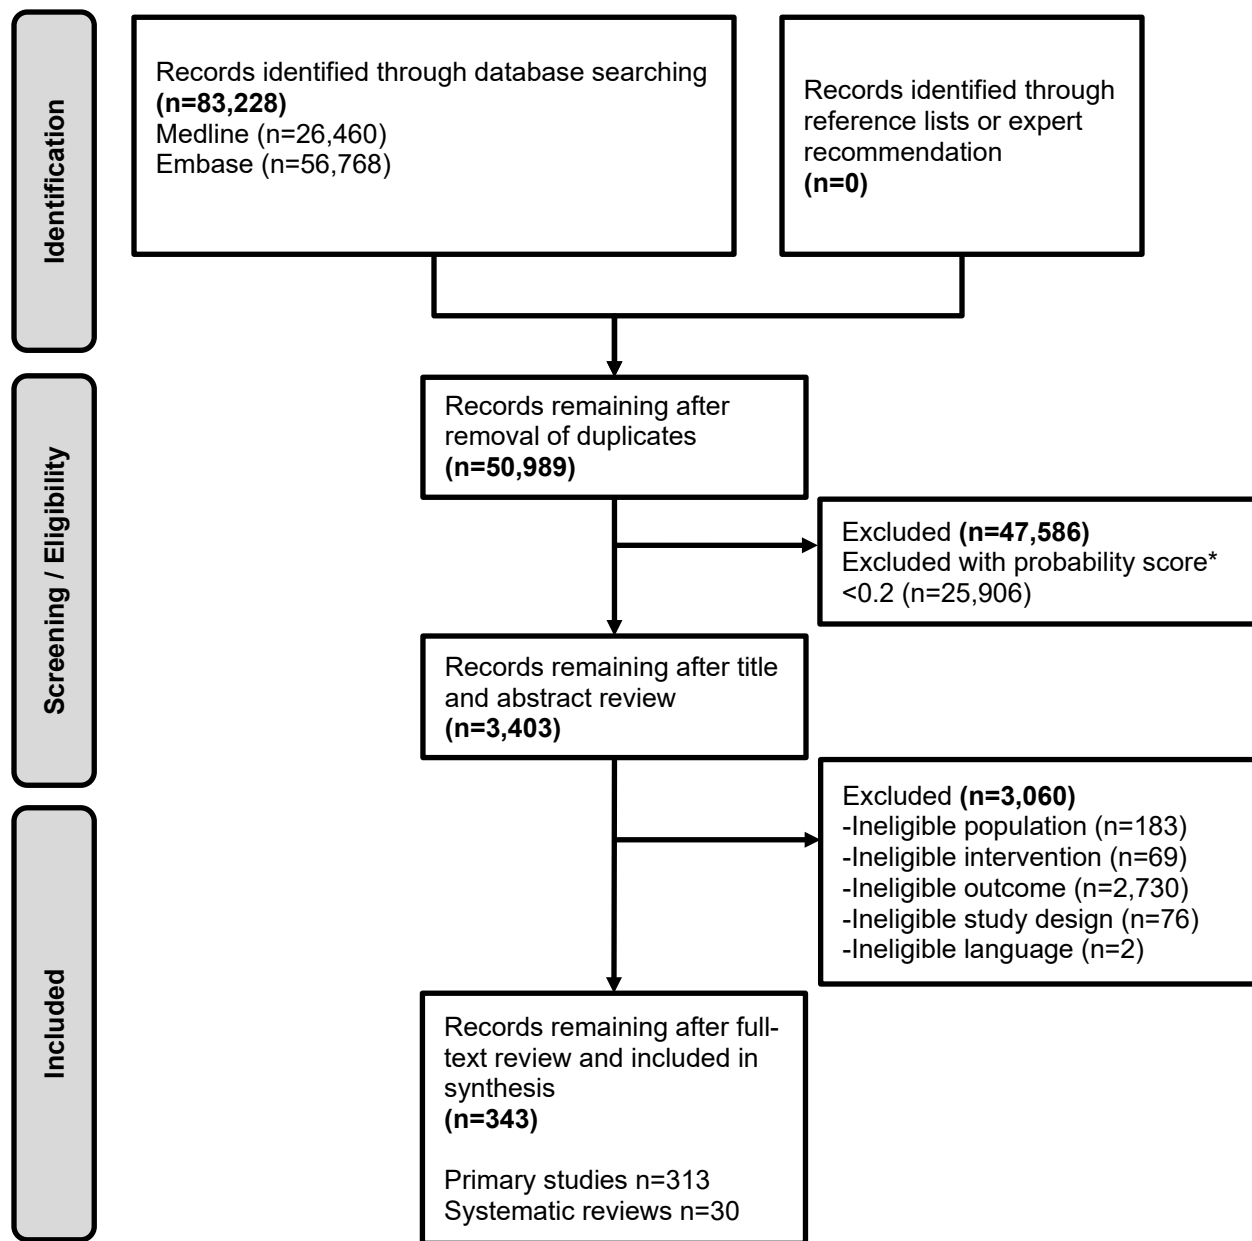 Identification
Records identified through database searching
(n=83,228)
Medline (n=26,460)
Embase (n=56,768)
Records identified through
reference lists or expert
recommendation
(n=0)
Screening / Eligibility
Records remaining after
removal of duplicates
(n=50,989)
Excluded (n=47,586)
Excluded with probability score*
<0.2 (n=25,906)
Records remaining after title
and abstract review
(n=3,403)
Excluded (n=3,060)
-Ineligible population (n=183)
-Ineligible intervention (n=69)
-Ineligible outcome (n=2,730)
-Ineligible study design (n=76)
-Ineligible language (n=2)
Included
Records remaining after full-
text review and included in
synthesis
(n=343)
Primary studies n=313
Systematic reviews n=30